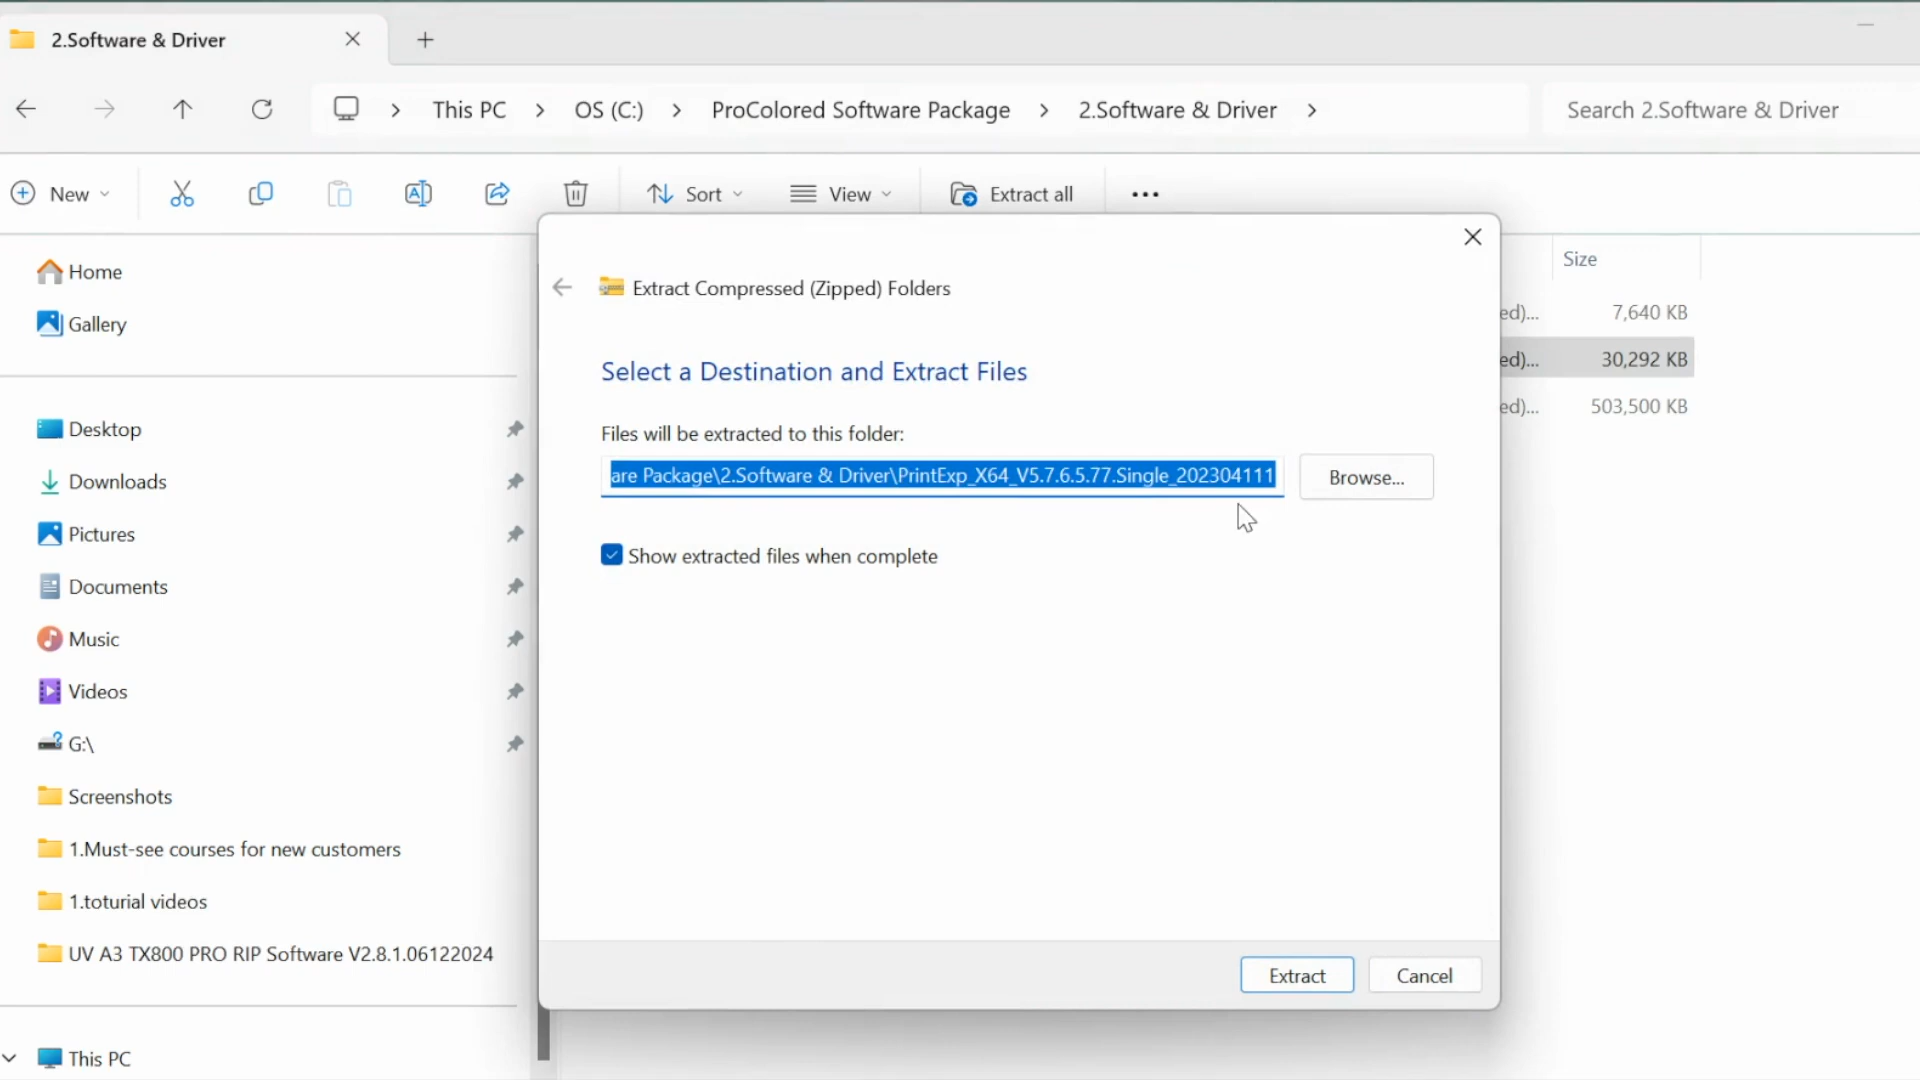 2.Software & Driver
This PC > OS (C:) > ProColored Software Package > 2.Software & Driver >
Search 2.Software & Driver
New
Sort
View
Extract all
Home
Gallery
Desktop
Downloads
Pictures
Documents
Music
Videos
G:\
Screenshots
1.Must-see courses for new customers
1.toturial videos
UV A3 TX800 PRO RIP Software V2.8.1.06122024
This PC
Extract Compressed (Zipped) Folders
Select a Destination and Extract Files
Files will be extracted to this folder:
are Package\2.Software & Driver\PrintExp_X64_V5.7.6.5.77.Single_202304111
Browse...
Show extracted files when complete
Extract
Cancel
Size
ed)... 7,640 KB
ed)... 30,292 KB
ed)... 503,500 KB